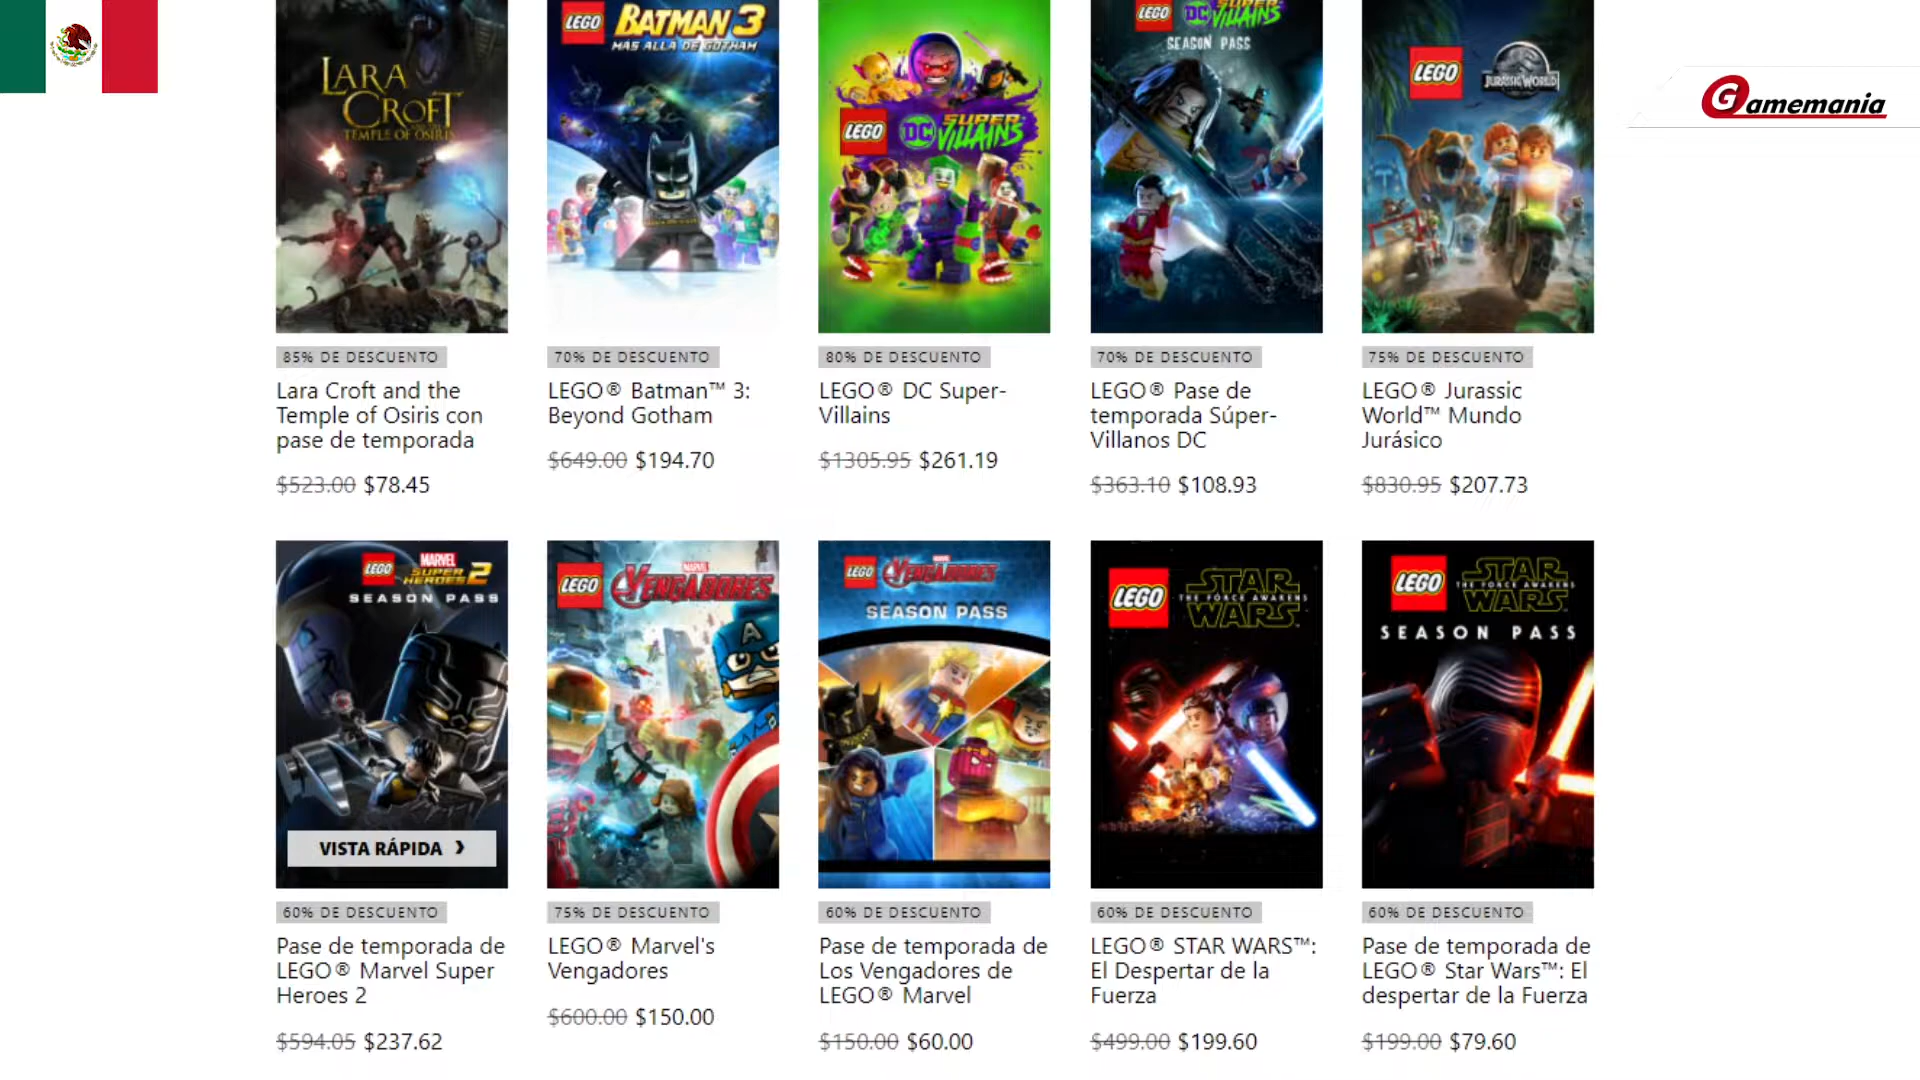 LARA
CROFT
TEMPLE OF OSIRIS
LEGO BATMAN 3
MÁS ALLÁ DE GOTHAM
LEGO DC SUPER-
VILLAINS
LEGO DC SUPER-
VILLAINS
SEASON PASS
LEGO JURASSIC WORLD
Gamemania
85% DE DESCUENTO
Lara Croft and the
Temple of Osiris con
pase de temporada
$523.00 $78.45
70% DE DESCUENTO
LEGO® Batman™ 3:
Beyond Gotham
$649.00 $194.70
80% DE DESCUENTO
LEGO® DC Super-
Villains
$1305.95 $261.19
70% DE DESCUENTO
LEGO® Pase de
temporada Súper-
Villanos DC
$363.10 $108.93
75% DE DESCUENTO
LEGO® Jurassic
World™ Mundo
Jurásico
$830.95 $207.73
LEGO MARVEL
SUPER
HEROES 2
SEASON PASS
VISTA RÁPIDA ›
LEGO MARVEL
VENGADORES
LEGO MARVEL
VENGADORES
SEASON PASS
LEGO STAR
THE FORCE AWAKENS
WARS
LEGO STAR
THE FORCE AWAKENS
WARS
SEASON PASS
60% DE DESCUENTO
Pase de temporada de
LEGO® Marvel Super
Heroes 2
$594.05 $237.62
75% DE DESCUENTO
LEGO® Marvel's
Vengadores
$600.00 $150.00
60% DE DESCUENTO
Pase de temporada de
Los Vengadores de
LEGO® Marvel
$150.00 $60.00
60% DE DESCUENTO
LEGO® STAR WARS™:
El Despertar de la
Fuerza
$499.00 $199.60
60% DE DESCUENTO
Pase de temporada de
LEGO® Star Wars™: El
despertar de la Fuerza
$199.00 $79.60